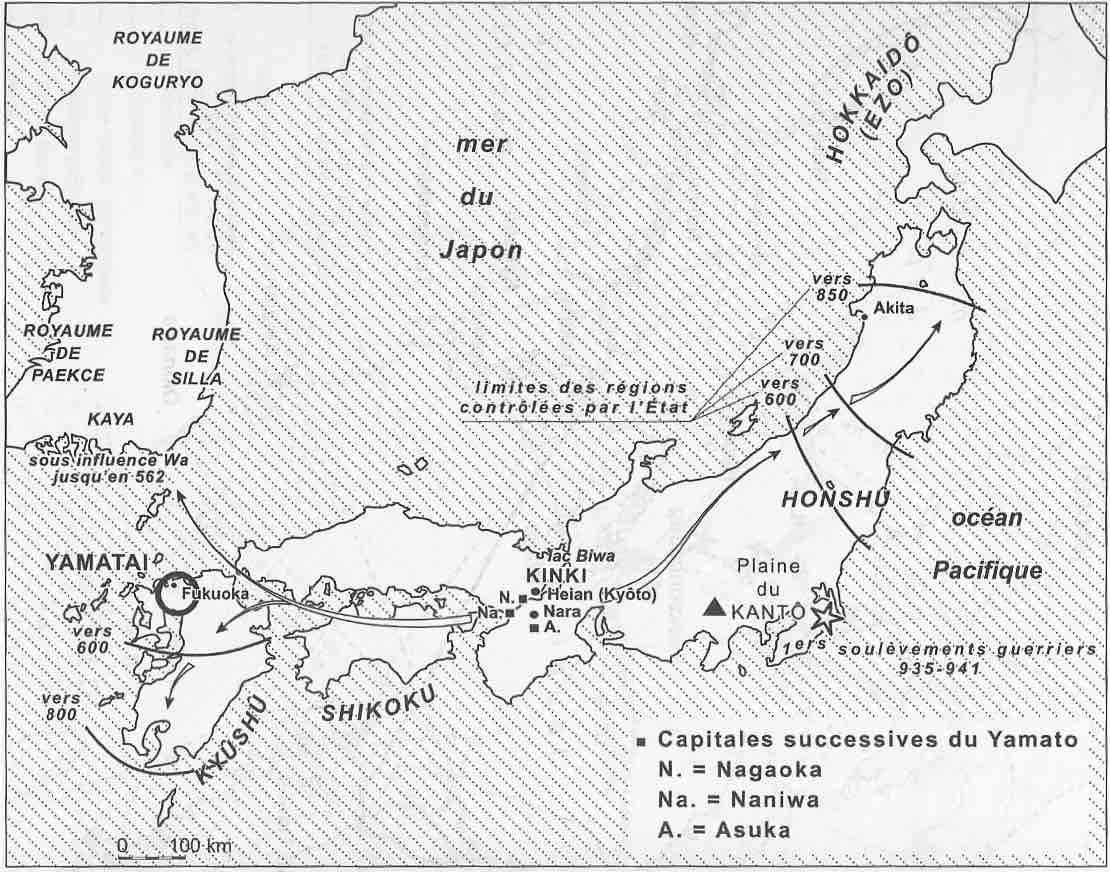 ROYAUME
DE
KOGURYO
mer
du
Japon
HOKKAIDÔ
(EZO)
vers
850
Akita
ROYAUME
DE
PAEKCE
ROYAUME
DE
SILLA
vers
700
vers
600
limites des régions
contrôlées par l'État
KAYA
sous influence Wa
jusqu'en 562
HONSHÛ
océan
Pacifique
YAMATAI
Fukuoka
lac Biwa
KINKI
N.
Heian (Kyôto)
Na.
Nara
A.
Plaine
du
KANTÔ
1ers soulèvements guerriers
935-941
vers
600
vers
800
KYÛSHÛ
SHIKOKU
Capitales successives du Yamato
N. = Nagaoka
Na. = Naniwa
A. = Asuka
0 100 km